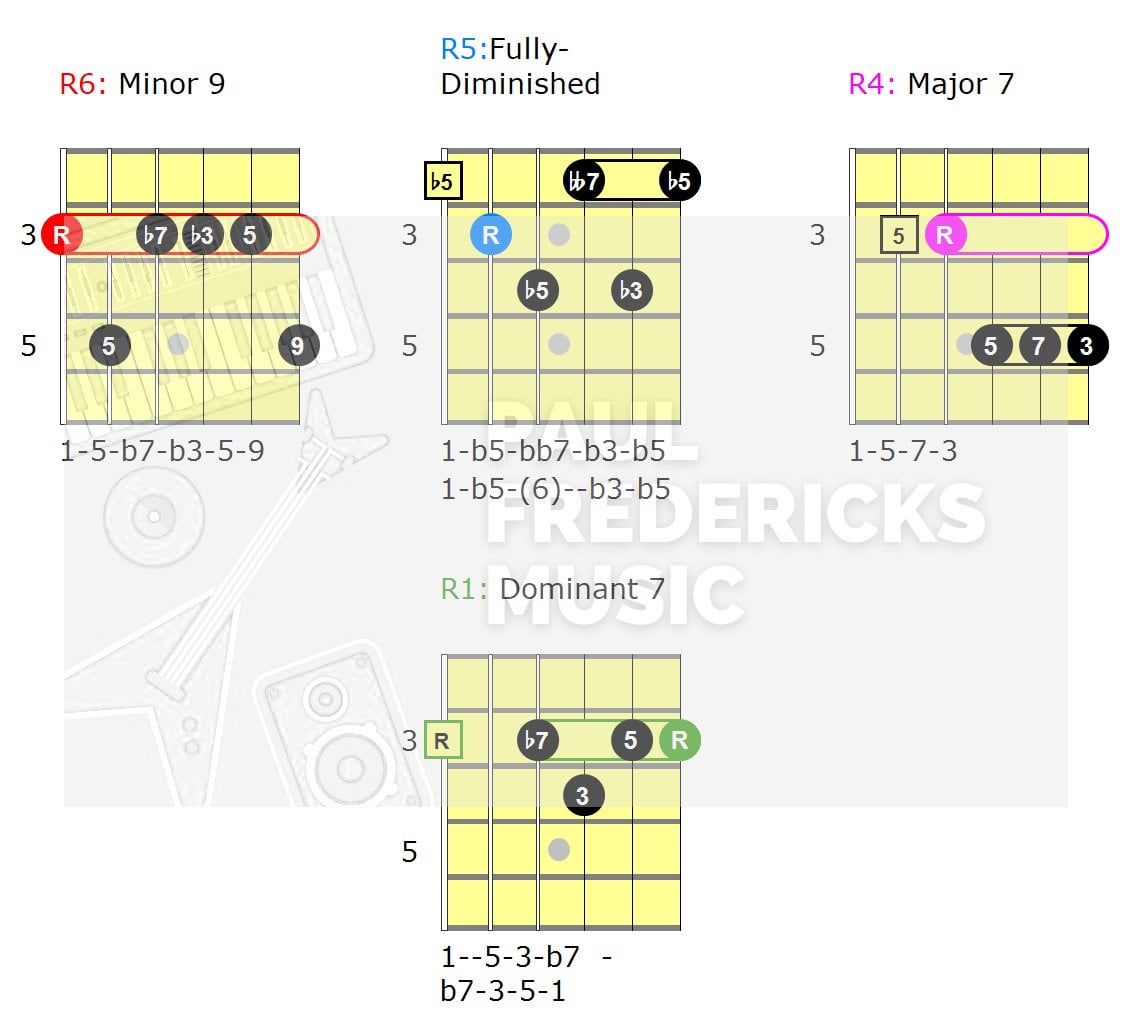 R5:Fully-
R6: Minor 9
Diminished
R4: Major 7
♭5
♭♭7
♭5
3
R
♭7
♭3
5
3
R
3
5
R
♭5
♭3
5
5
9
5
5
5
7
3
1-5-b7-b3-5-9
1-b5-bb7-b3-b5
1-5-7-3
1-b5-(6)--b3-b5
PAUL
FREDERICKS
MUSIC
R1: Dominant 7
3
R
♭7
5
R
3
5
1--5-3-b7 -
b7-3-5-1